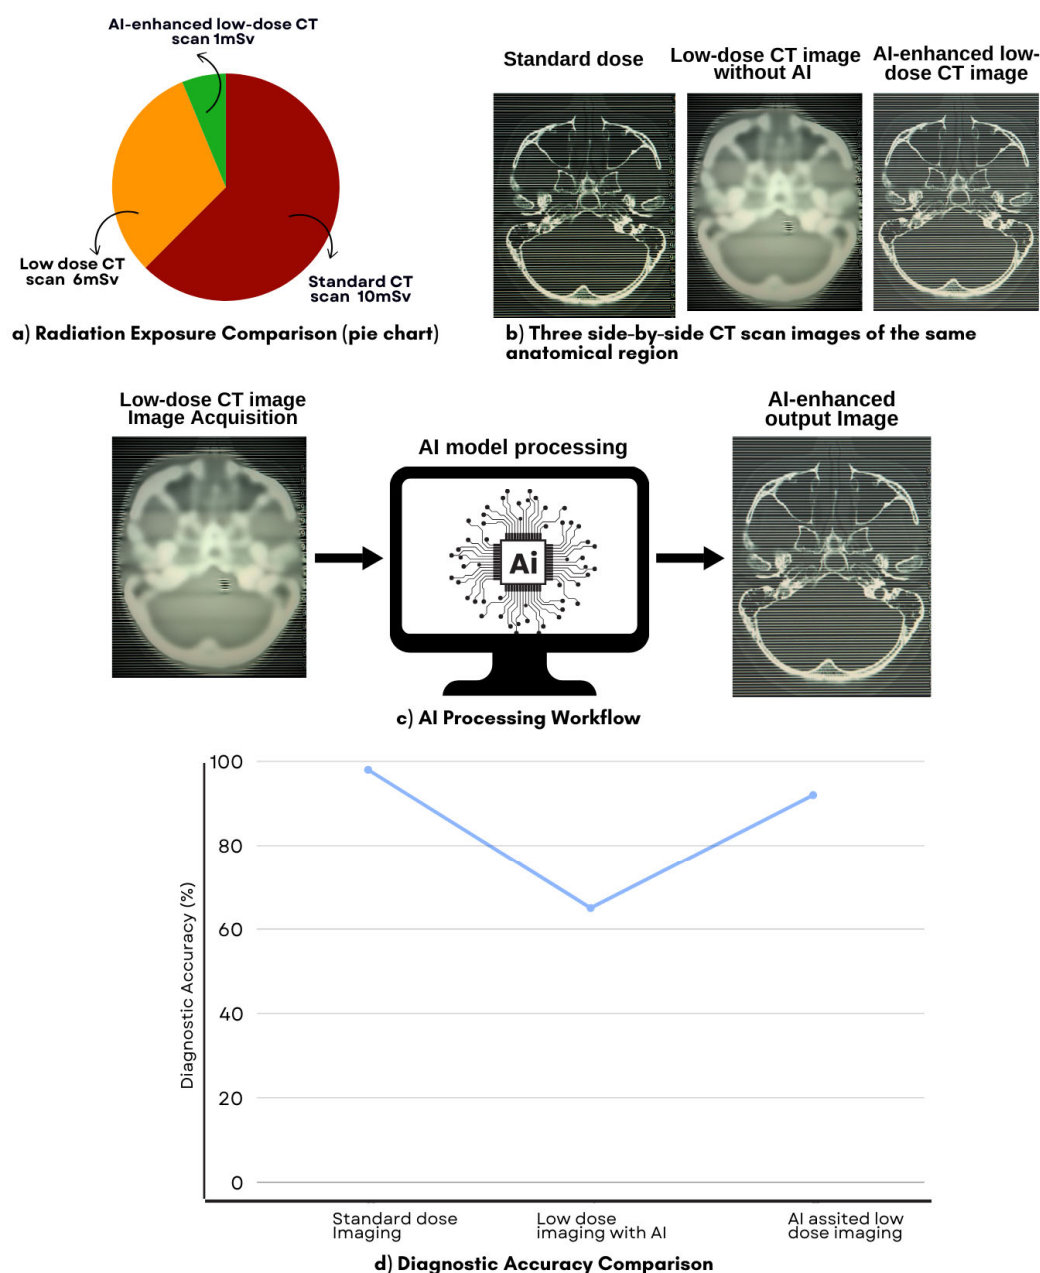 AI-enhanced low-dose CT
scan 1mSv
Low dose CT
scan 6mSv
Standard CT
scan 10mSv
a) Radiation Exposure Comparison (pie chart)
Standard dose
Low-dose CT image
without AI
AI-enhanced low-
dose CT image
b) Three side-by-side CT scan images of the same
anatomical region
Low-dose CT image
Image Acquisition
AI model processing
Ai
AI-enhanced
output Image
c) AI Processing Workflow
100
80
60
40
20
0
Diagnostic Accuracy (%)
Standard dose
Imaging
Low dose
imaging with AI
AI assited low
dose imaging
d) Diagnostic Accuracy Comparison